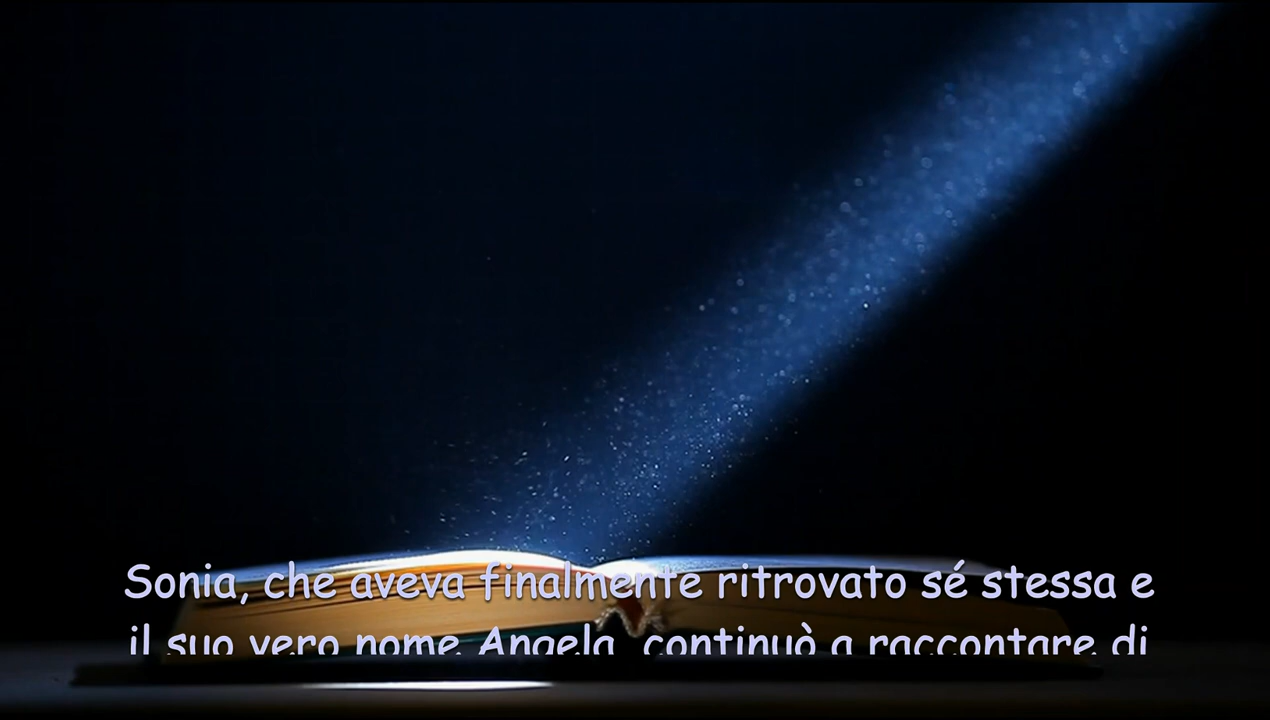 Sonia, che aveva finalmente ritrovato sé stessa e
il suo vero nome Angela, continuò a raccontare di